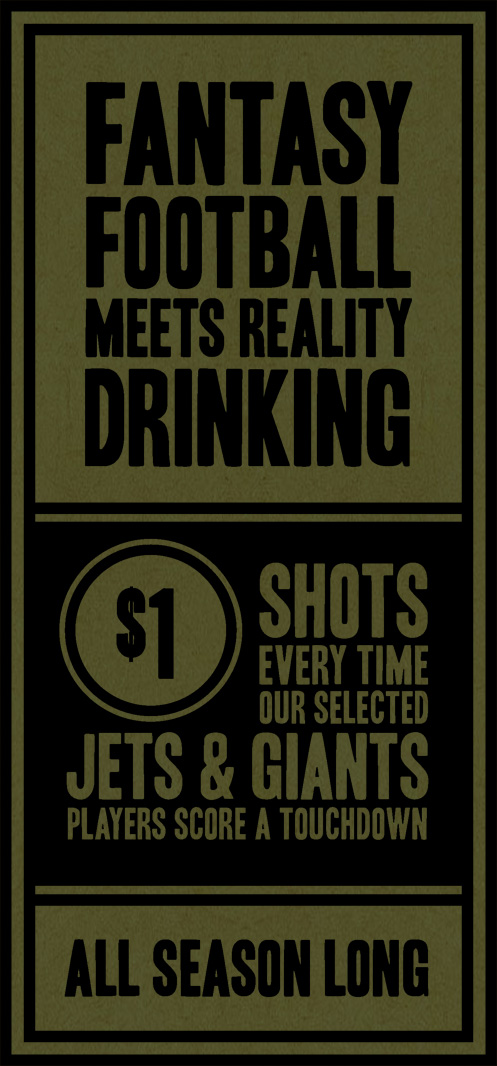 FANTASY
FOOTBALL
MEETS REALITY
DRINKING
$1
SHOTS
EVERY TIME
OUR SELECTED
JETS & GIANTS
PLAYERS SCORE A TOUCHDOWN
ALL SEASON LONG